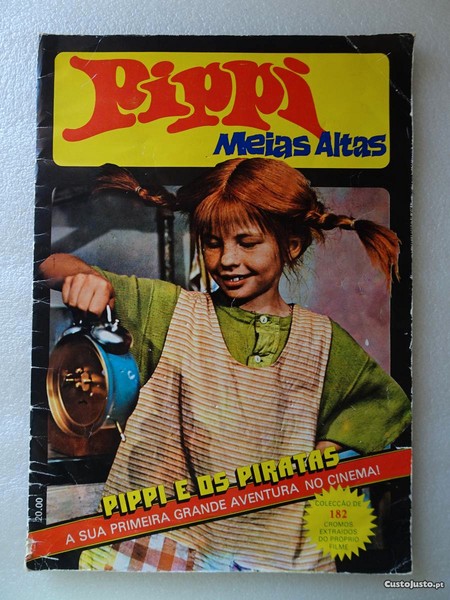 Pippi
Meias Altas
PIPPI E OS PIRATAS
A SUA PRIMEIRA GRANDE AVENTURA NO CINEMA!
COLECÇÃO DE
182
CROMOS
EXTRAIDOS
DO PRÓPRIO
FILME
20.00
CustoJusto.pt